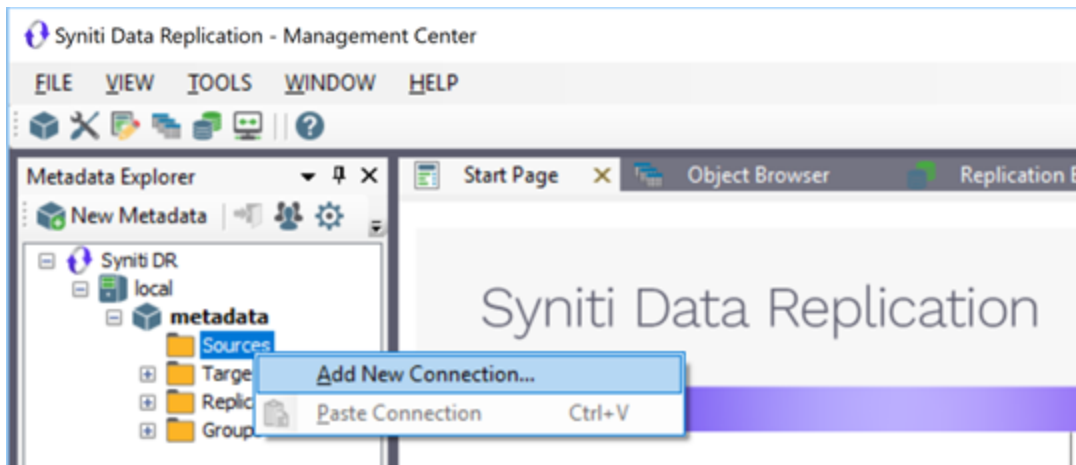 Syniti Data Replication - Management Center
FILE VIEW TOOLS WINDOW HELP
Metadata Explorer
Start Page
Object Browser
Replication
New Metadata
Syniti DR
local
metadata
Sources
Add New Connection...
Paste Connection Ctrl+V
Syniti Data Replication